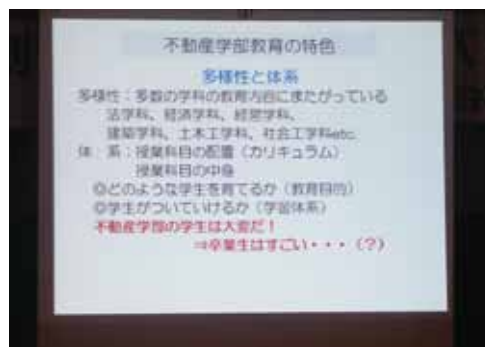 不動産学部教育の特色
多様性と体系
多様性：多数の学科の教育内容にまたがっている
法学科、経済学科、経営学科、
建築学科、土木工学科、社会工学科etc.
体　系：授業科目の配置（カリキュラム）
授業科目の中身
◎どのような学生を育てるか（教育目的）
◎学生がついていけるか（学習体系）
不動産学部の学生は大変だ！
⇒卒業生はすごい・・・（？）